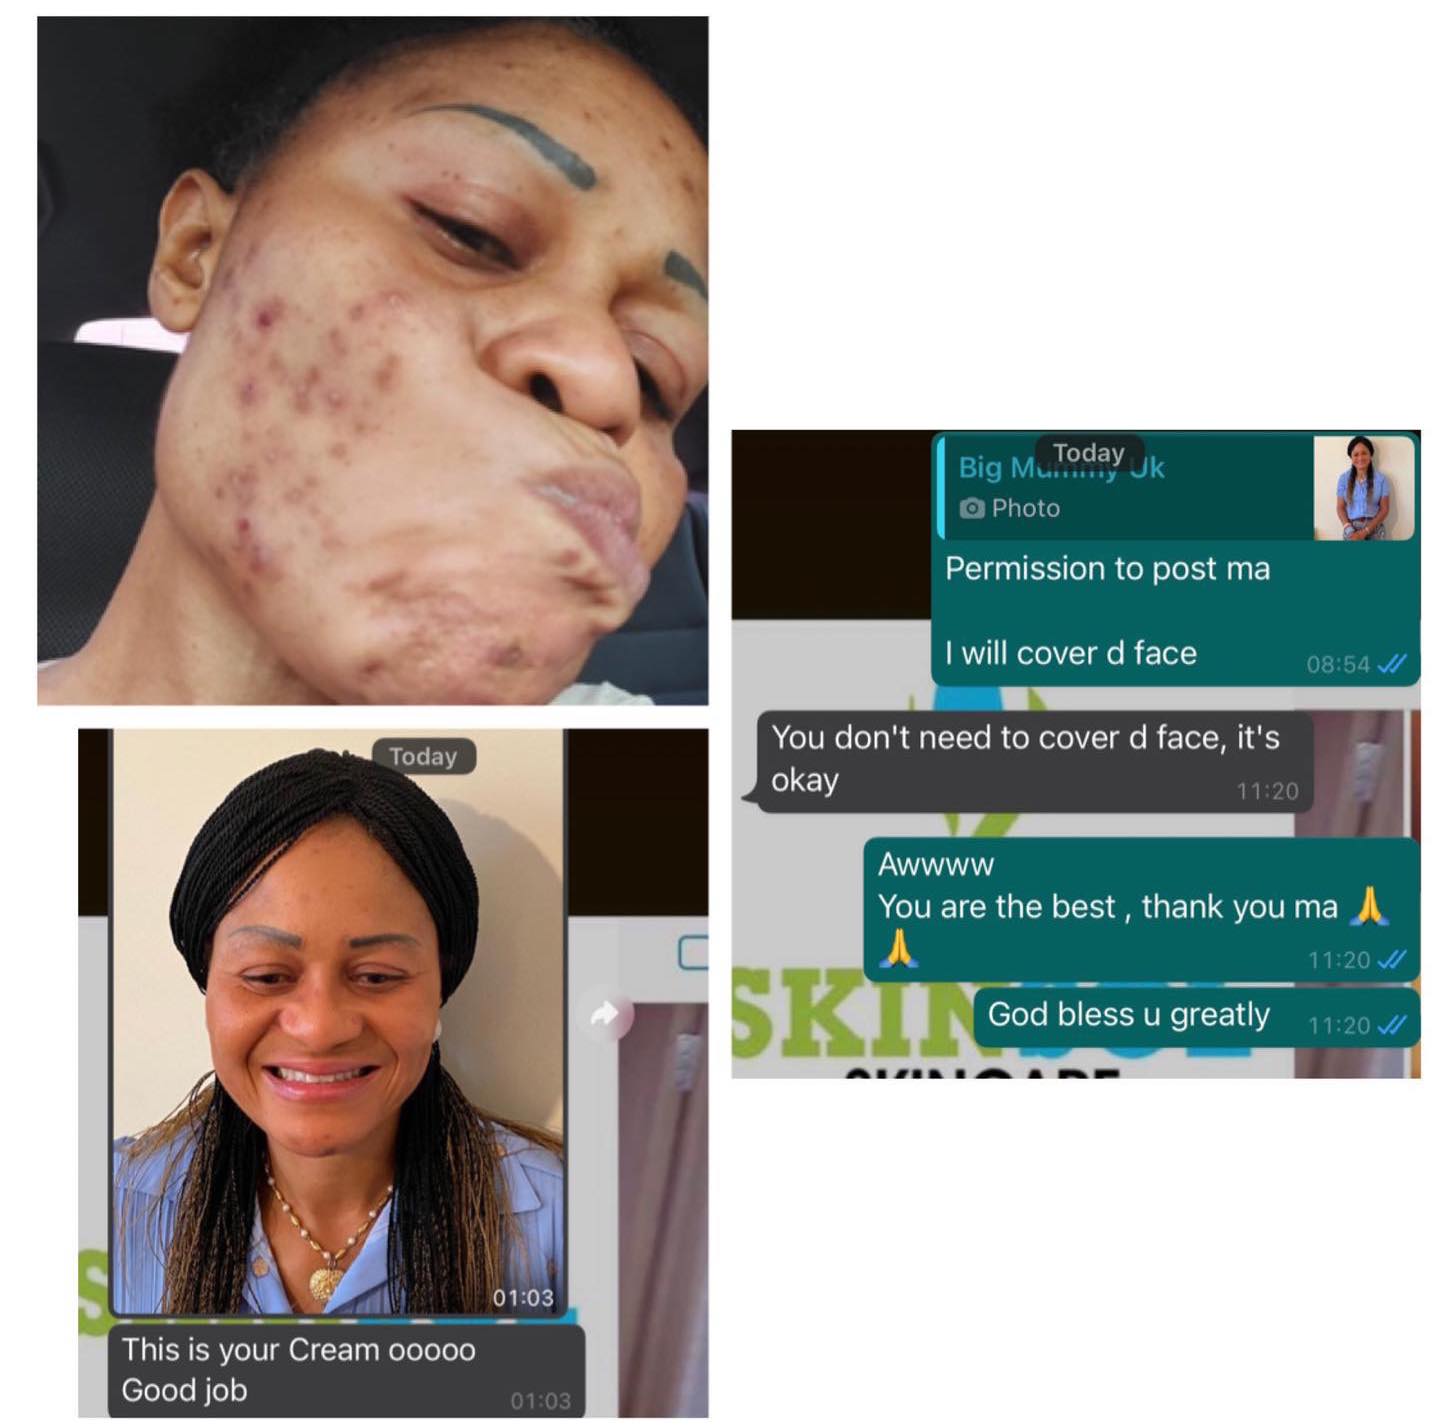 Today
01:03
This is your Cream ooooo
Good job
01:03
Today
Big Mummy Uk
Photo
Permission to post ma
I will cover d face
08:54
You don't need to cover d face, it's
okay
11:20
Awwww
You are the best , thank you ma 🙏
🙏
11:20
God bless u greatly
11:20
SKIN
SKINCARE